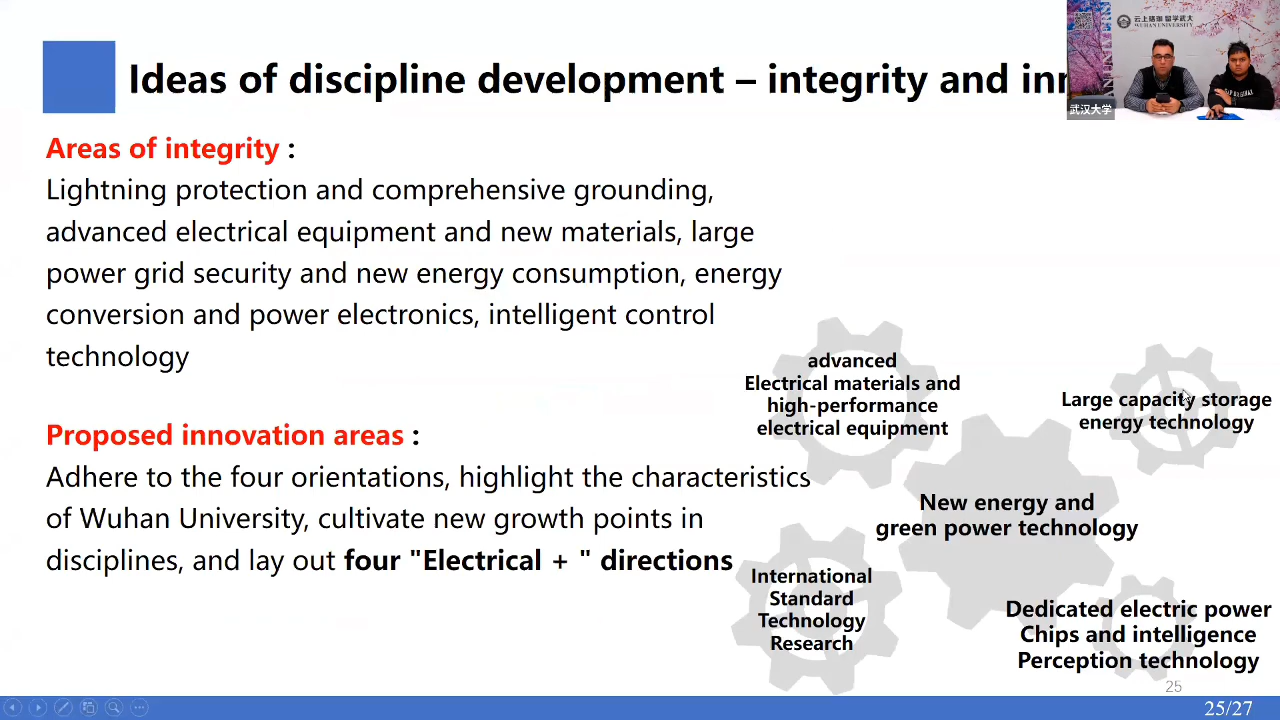 Ideas of discipline development – integrity and inn
云上珞珈 留学武大
WUHAN UNIVERSITY
武汉大学
Areas of integrity :
Lightning protection and comprehensive grounding,
advanced electrical equipment and new materials, large
power grid security and new energy consumption, energy
conversion and power electronics, intelligent control
technology
Proposed innovation areas :
Adhere to the four orientations, highlight the characteristics
of Wuhan University, cultivate new growth points in
disciplines, and lay out four "Electrical + " directions
advanced
Electrical materials and
high-performance
electrical equipment
Large capacity storage
energy technology
New energy and
green power technology
International
Standard
Technology
Research
Dedicated electric power
Chips and intelligence
Perception technology
25
25/27